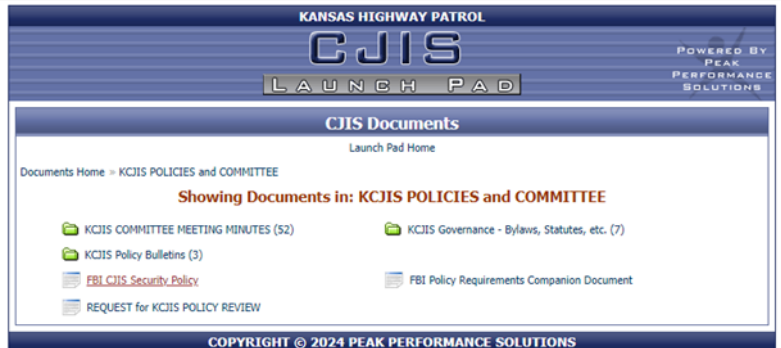 KANSAS HIGHWAY PATROL
CJIS
LAUNCH PAD
POWERED BY
PEAK
PERFORMANCE
SOLUTIONS
CJIS Documents
Launch Pad Home
Documents Home » KCJIS POLICIES and COMMITTEE
Showing Documents in: KCJIS POLICIES and COMMITTEE
KCJIS COMMITTEE MEETING MINUTES (52)
KCJIS Governance - Bylaws, Statutes, etc. (7)
KCJIS Policy Bulletins (3)
FBI CJIS Security Policy
FBI Policy Requirements Companion Document
REQUEST for KCJIS POLICY REVIEW
COPYRIGHT © 2024 PEAK PERFORMANCE SOLUTIONS